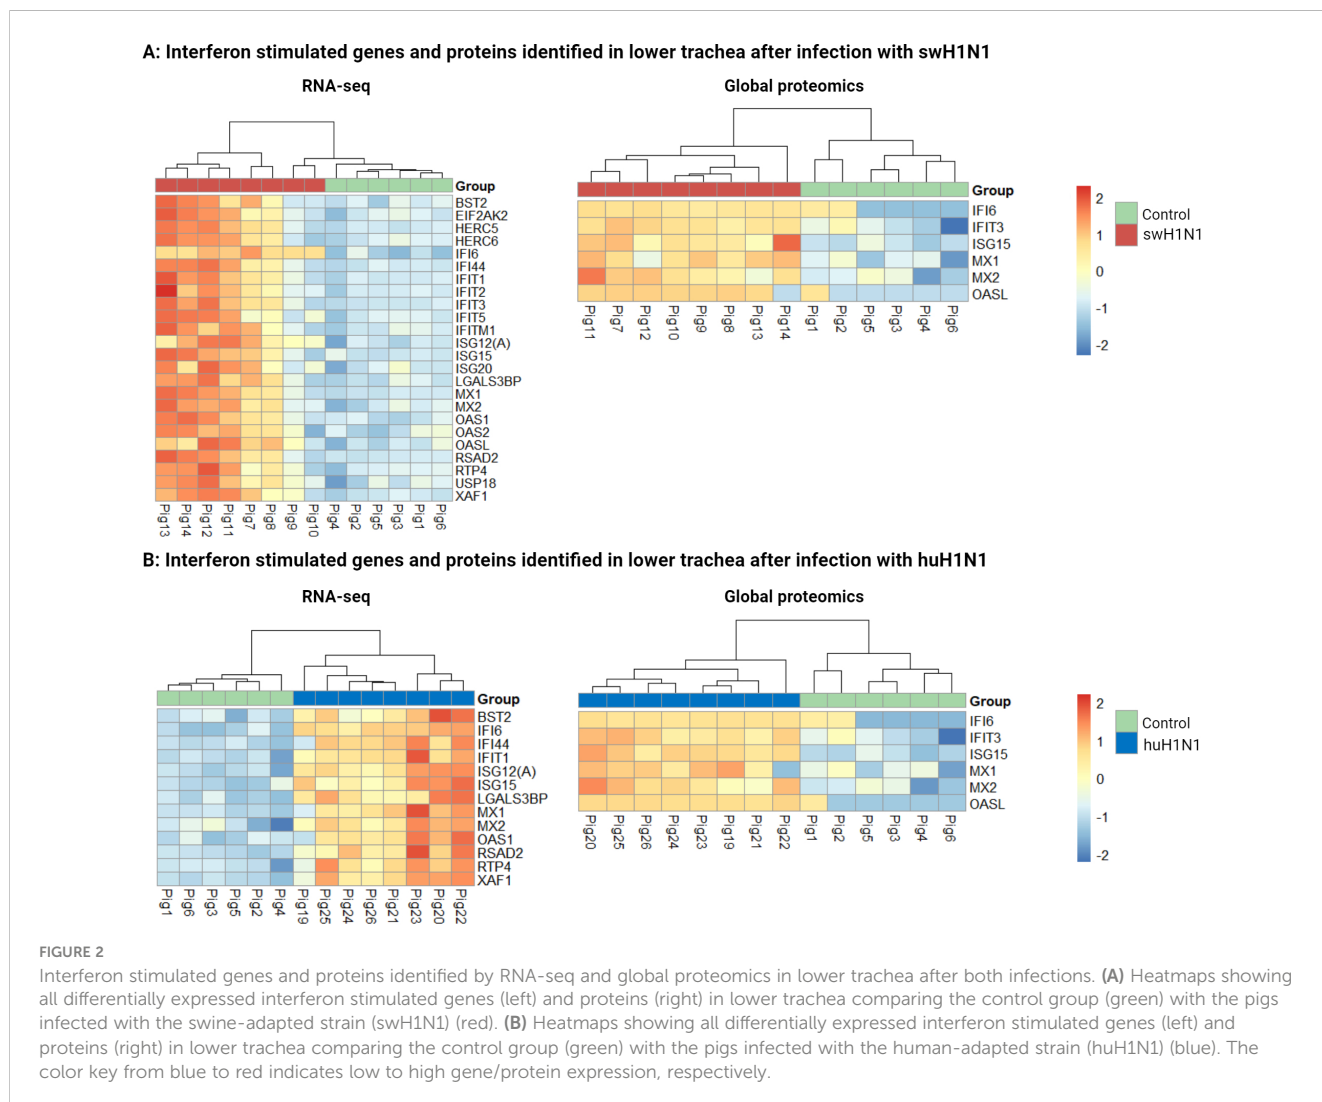 A: Interferon stimulated genes and proteins identified in lower trachea after infection with swH1N1
RNA-seq
Global proteomics
Group
BST2
EIF2AK2
HERC5
HERC6
IFI6
IFI44
IFIT1
IFIT2
IFIT3
IFIT5
IFITM1
ISG12(A)
ISG15
ISG20
LGALS3BP
MX1
MX2
OAS1
OAS2
OASL
RSAD2
RTP4
USP18
XAF1
Pig13
Pig14
Pig12
Pig11
Pig7
Pig8
Pig9
Pig10
Pig4
Pig2
Pig5
Pig3
Pig1
Pig6
Group
IFI6
IFIT3
ISG15
MX1
MX2
OASL
Pig11
Pig7
Pig12
Pig10
Pig9
Pig8
Pig13
Pig14
Pig1
Pig2
Pig5
Pig3
Pig4
Pig6
2
1
0
-1
-2
Control
swH1N1
B: Interferon stimulated genes and proteins identified in lower trachea after infection with huH1N1
RNA-seq
Global proteomics
Group
BST2
IFI6
IFI44
IFIT1
ISG12(A)
ISG15
LGALS3BP
MX1
MX2
OAS1
RSAD2
RTP4
XAF1
Pig1
Pig6
Pig3
Pig5
Pig2
Pig4
Pig19
Pig25
Pig24
Pig26
Pig21
Pig23
Pig20
Pig22
Group
IFI6
IFIT3
ISG15
MX1
MX2
OASL
Pig20
Pig25
Pig26
Pig24
Pig23
Pig19
Pig21
Pig22
Pig1
Pig2
Pig5
Pig3
Pig4
Pig6
2
1
0
-1
-2
Control
huH1N1
FIGURE 2
Interferon stimulated genes and proteins identified by RNA-seq and global proteomics in lower trachea after both infections. (A) Heatmaps showing
all differentially expressed interferon stimulated genes (left) and proteins (right) in lower trachea comparing the control group (green) with the pigs
infected with the swine-adapted strain (swH1N1) (red). (B) Heatmaps showing all differentially expressed interferon stimulated genes (left) and
proteins (right) in lower trachea comparing the control group (green) with the pigs infected with the human-adapted strain (huH1N1) (blue). The
color key from blue to red indicates low to high gene/protein expression, respectively.